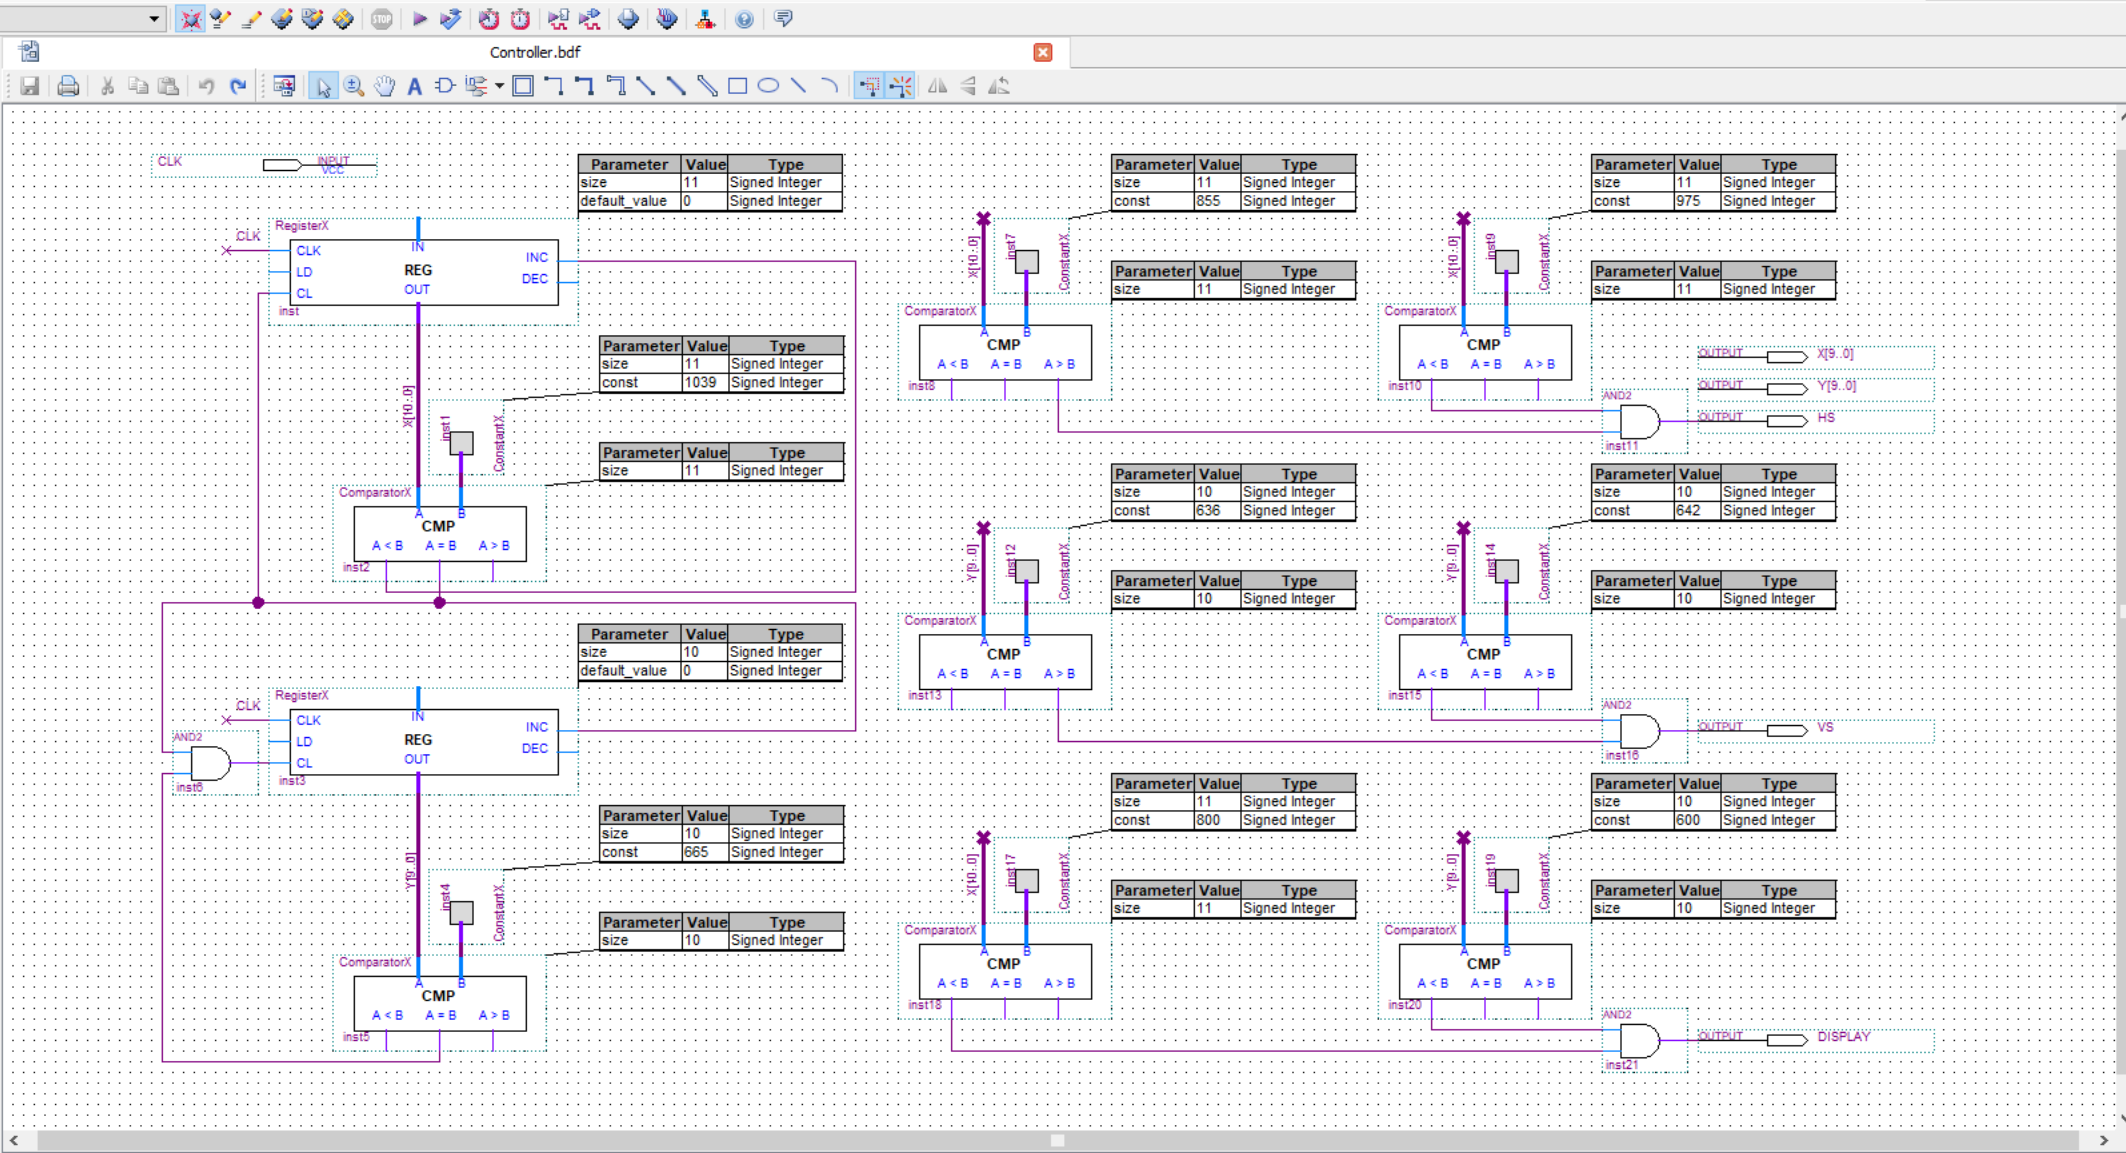 STOP
Controller.bdf
CLK INPUT
VCC
Parameter Value Type
size 11 Signed Integer
default_value 0 Signed Integer
RegisterX
CLK
CLK
LD
CL
IN
REG
OUT
INC
DEC
inst
X[10..0]
Parameter Value Type
size 11 Signed Integer
const 1039 Signed Integer
inst1
ConstantX
Parameter Value Type
size 11 Signed Integer
ComparatorX
A B
CMP
A < B A = B A > B
inst2
Parameter Value Type
size 10 Signed Integer
default_value 0 Signed Integer
RegisterX
CLK
CLK
LD
CL
IN
REG
OUT
INC
DEC
inst3
AND2
inst6
Y[9..0]
Parameter Value Type
size 10 Signed Integer
const 665 Signed Integer
inst4
ConstantX
Parameter Value Type
size 10 Signed Integer
ComparatorX
A B
CMP
A < B A = B A > B
inst5
Parameter Value Type
size 11 Signed Integer
const 855 Signed Integer
X[10..0]
inst7
ConstantX
Parameter Value Type
size 11 Signed Integer
ComparatorX
A B
CMP
A < B A = B A > B
inst8
Parameter Value Type
size 11 Signed Integer
const 975 Signed Integer
X[10..0]
inst9
ConstantX
Parameter Value Type
size 11 Signed Integer
ComparatorX
A B
CMP
A < B A = B A > B
inst10
OUTPUT X[9..0]
OUTPUT Y[9..0]
AND2
OUTPUT HS
inst11
Parameter Value Type
size 10 Signed Integer
const 636 Signed Integer
Y[9..0]
inst12
ConstantX
Parameter Value Type
size 10 Signed Integer
ComparatorX
A B
CMP
A < B A = B A > B
inst13
Parameter Value Type
size 10 Signed Integer
const 642 Signed Integer
Y[9..0]
inst14
ConstantX
Parameter Value Type
size 10 Signed Integer
ComparatorX
A B
CMP
A < B A = B A > B
inst15
AND2
OUTPUT VS
inst16
Parameter Value Type
size 11 Signed Integer
const 800 Signed Integer
X[10..0]
inst17
ConstantX
Parameter Value Type
size 11 Signed Integer
ComparatorX
A B
CMP
A < B A = B A > B
inst18
Parameter Value Type
size 10 Signed Integer
const 600 Signed Integer
Y[9..0]
inst19
ConstantX
Parameter Value Type
size 10 Signed Integer
ComparatorX
A B
CMP
A < B A = B A > B
inst20
AND2
OUTPUT DISPLAY
inst21